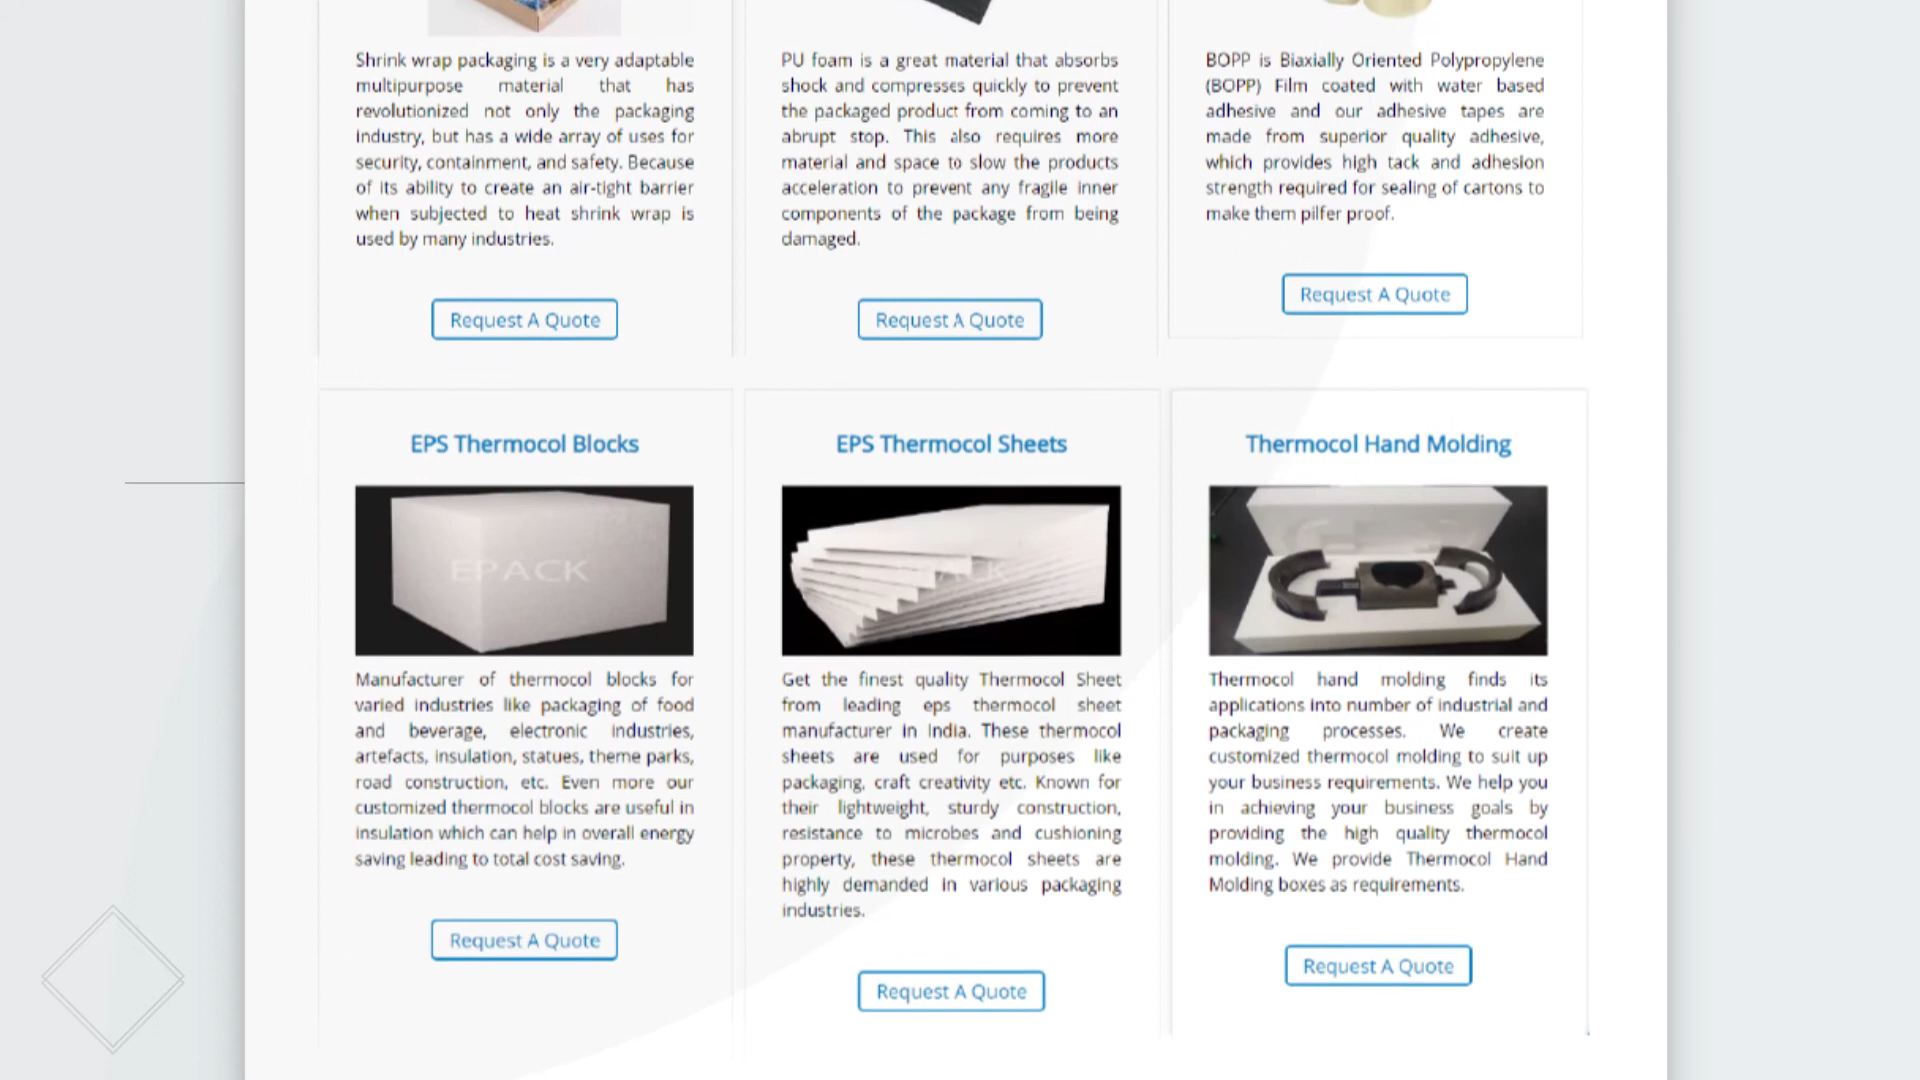 Shrink wrap packaging is a very adaptable
multipurpose material that has
revolutionized not only the packaging
industry, but has a wide array of uses for
security, containment, and safety. Because
of its ability to create an air-tight barrier
when subjected to heat shrink wrap is
used by many industries.
Request A Quote
PU foam is a great material that absorbs
shock and compresses quickly to prevent
the packaged product from coming to an
abrupt stop. This also requires more
material and space to slow the products
acceleration to prevent any fragile inner
components of the package from being
damaged.
Request A Quote
BOPP is Biaxially Oriented Polypropylene
(BOPP) Film coated with water based
adhesive and our adhesive tapes are
made from superior quality adhesive,
which provides high tack and adhesion
strength required for sealing of cartons to
make them pilfer proof.
Request A Quote
EPS Thermocol Blocks
EPACK
Manufacturer of thermocol blocks for
varied industries like packaging of food
and beverage, electronic industries,
artefacts, insulation, statues, theme parks,
road construction, etc. Even more our
customized thermocol blocks are useful in
insulation which can help in overall energy
saving leading to total cost saving.
Request A Quote
EPS Thermocol Sheets
Get the finest quality Thermocol Sheet
from leading eps thermocol sheet
manufacturer in India. These thermocol
sheets are used for purposes like
packaging, craft creativity etc. Known for
their lightweight, sturdy construction,
resistance to microbes and cushioning
property, these thermocol sheets are
highly demanded in various packaging
industries.
Request A Quote
Thermocol Hand Molding
Thermocol hand molding finds its
applications into number of industrial and
packaging processes. We create
customized thermocol molding to suit up
your business requirements. We help you
in achieving your business goals by
providing the high quality thermocol
molding. We provide Thermocol Hand
Molding boxes as requirements.
Request A Quote